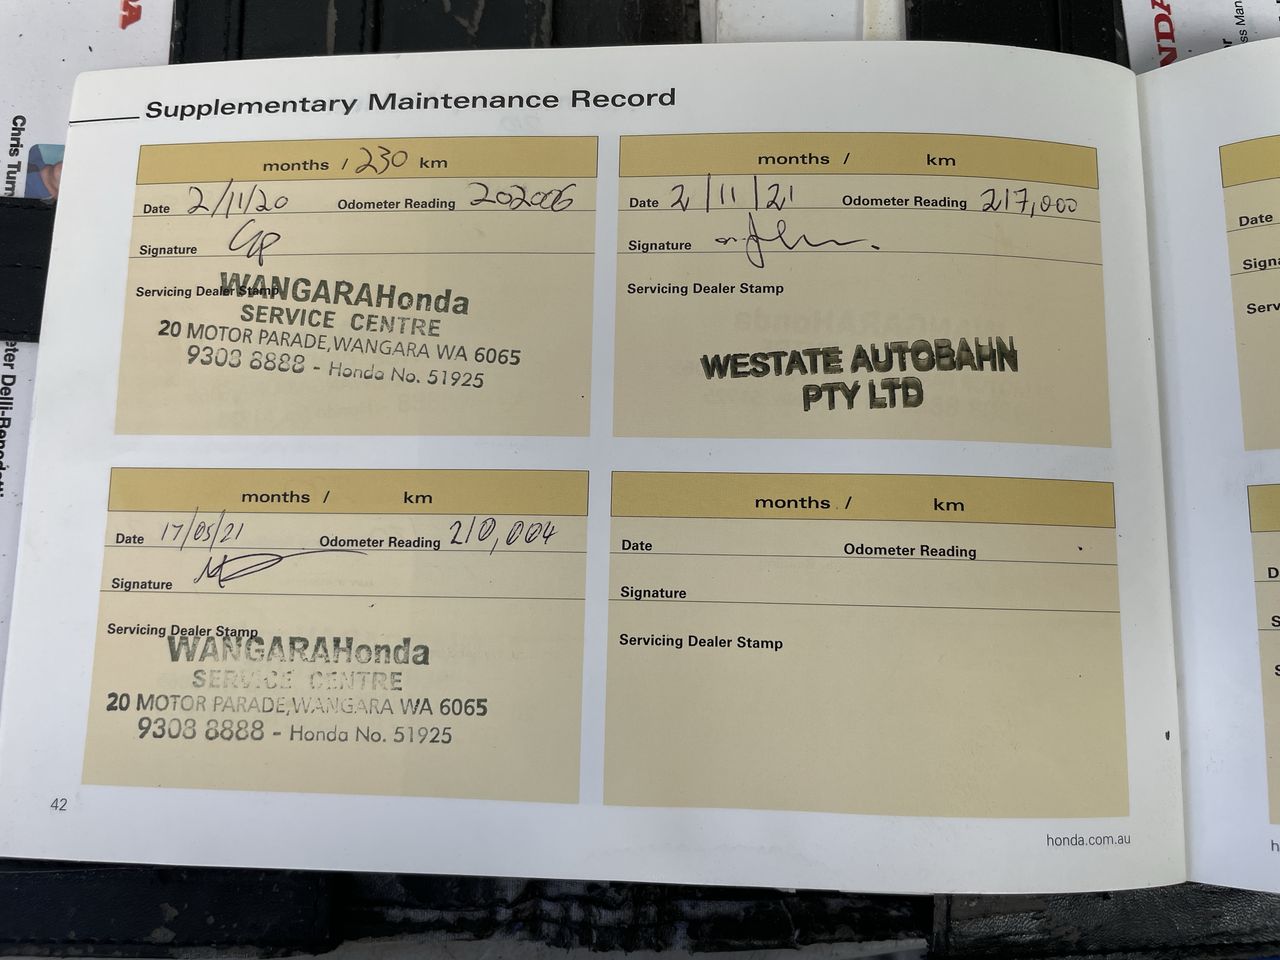 Supplementary Maintenance Record
months / 230 km
Date 2/11/20 Odometer Reading 202006
Signature
Servicing Dealer Stamp
WANGARAHonda
SERVICE CENTRE
20 MOTOR PARADE, WANGARA WA 6065
9303 8888 - Honda No. 51925
months / km
Date 2/11/21 Odometer Reading 217,000
Signature
Servicing Dealer Stamp
WESTATE AUTOBAHN
PTY LTD
months / km
Date 17/05/21 Odometer Reading 210,004
Signature
Servicing Dealer Stamp
WANGARAHonda
SERVICE CENTRE
20 MOTOR PARADE, WANGARA WA 6065
9303 8888 - Honda No. 51925
months / km
Date Odometer Reading
Signature
Servicing Dealer Stamp
42
honda.com.au
Date